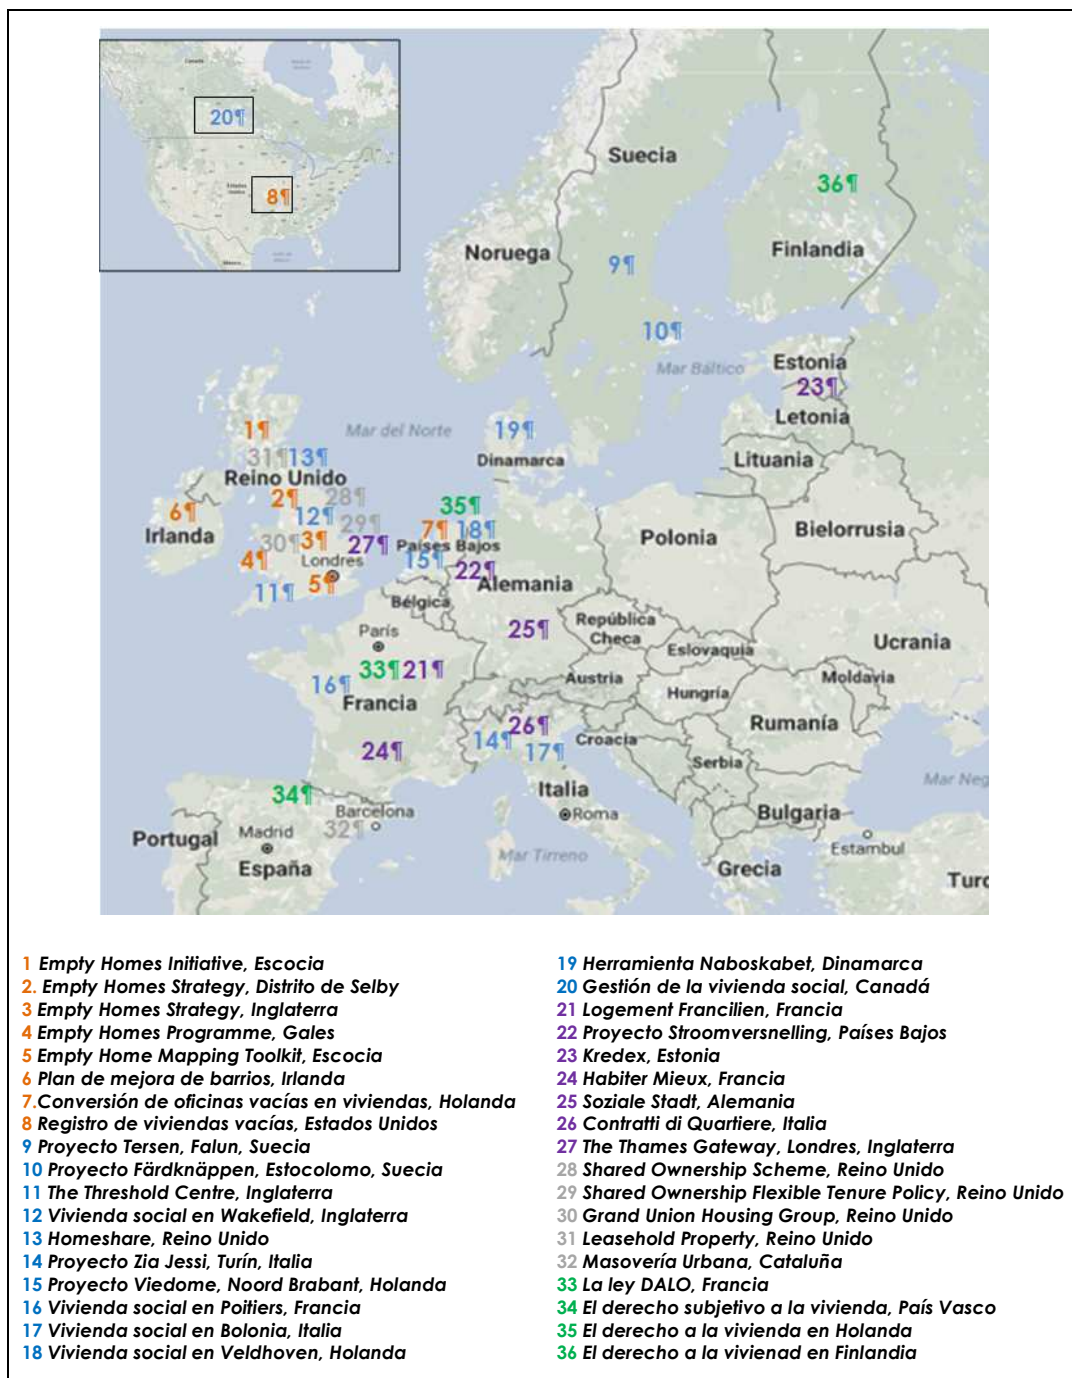 Canadá
20¶
Estados
Unidos
8¶
México
Suecia
36¶
Noruega
Finlandia
9¶
10¶
Mar Báltico
Estonia
23¶
Letonia
1¶
Mar del Norte
19¶
31¶ 13¶
Dinamarca
Lituania
Reino Unido
2¶ 28¶
35¶
6¶
12¶
29¶
7¶ 18¶
Irlanda
30¶ 3¶
27¶
Países Bajos
Polonia
Bielorrusia
4¶
Londres
15¶
22¶
5¶
11¶
Alemania
Bélgica
París
25¶
República
Checa
Ucrania
Eslovaquia
33¶ 21¶
16¶
Austria
Moldavia
Francia
Hungría
Rumanía
26¶
14¶
17¶
Croacia
24¶
Serbia
Mar Neg
34¶
Italia
Barcelona
Roma
Bulgaria
32¶
Portugal
Madrid
Estambul
España
Mar Tirreno
Grecia
Turc
1 Empty Homes Initiative, Escocia
2. Empty Homes Strategy, Distrito de Selby
3 Empty Homes Strategy, Inglaterra
4 Empty Homes Programme, Gales
5 Empty Home Mapping Toolkit, Escocia
6 Plan de mejora de barrios, Irlanda
7.Conversión de oficinas vacías en viviendas, Holanda
8 Registro de viviendas vacías, Estados Unidos
9 Proyecto Tersen, Falun, Suecia
10 Proyecto Färdknäppen, Estocolomo, Suecia
11 The Threshold Centre, Inglaterra
12 Vivienda social en Wakefield, Inglaterra
13 Homeshare, Reino Unido
14 Proyecto Zia Jessi, Turín, Italia
15 Proyecto Viedome, Noord Brabant, Holanda
16 Vivienda social en Poitiers, Francia
17 Vivienda social en Bolonia, Italia
18 Vivienda social en Veldhoven, Holanda
19 Herramienta Naboskabet, Dinamarca
20 Gestión de la vivienda social, Canadá
21 Logement Francilien, Francia
22 Proyecto Stroomversnelling, Países Bajos
23 Kredex, Estonia
24 Habiter Mieux, Francia
25 Soziale Stadt, Alemania
26 Contratti di Quartiere, Italia
27 The Thames Gateway, Londres, Inglaterra
28 Shared Ownership Scheme, Reino Unido
29 Shared Ownership Flexible Tenure Policy, Reino Unido
30 Grand Union Housing Group, Reino Unido
31 Leasehold Property, Reino Unido
32 Masovería Urbana, Cataluña
33 La ley DALO, Francia
34 El derecho subjetivo a la vivienda, País Vasco
35 El derecho a la vivienda en Holanda
36 El derecho a la vivienad en Finlandia